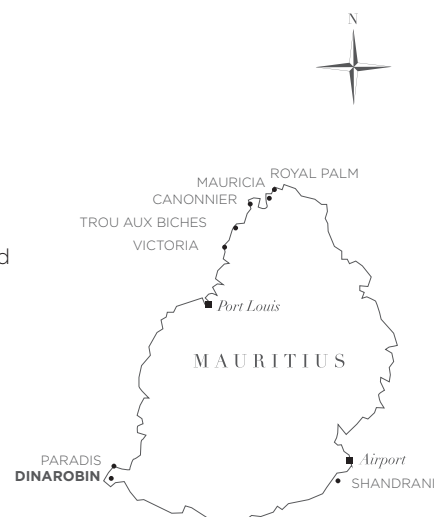 N
ROYAL PALM
MAURICIA
CANONNIER
TROU AUX BICHES
VICTORIA
d
Port Louis
MAURITIUS
PARADIS
Airport
DINAROBIN
SHANDRANI